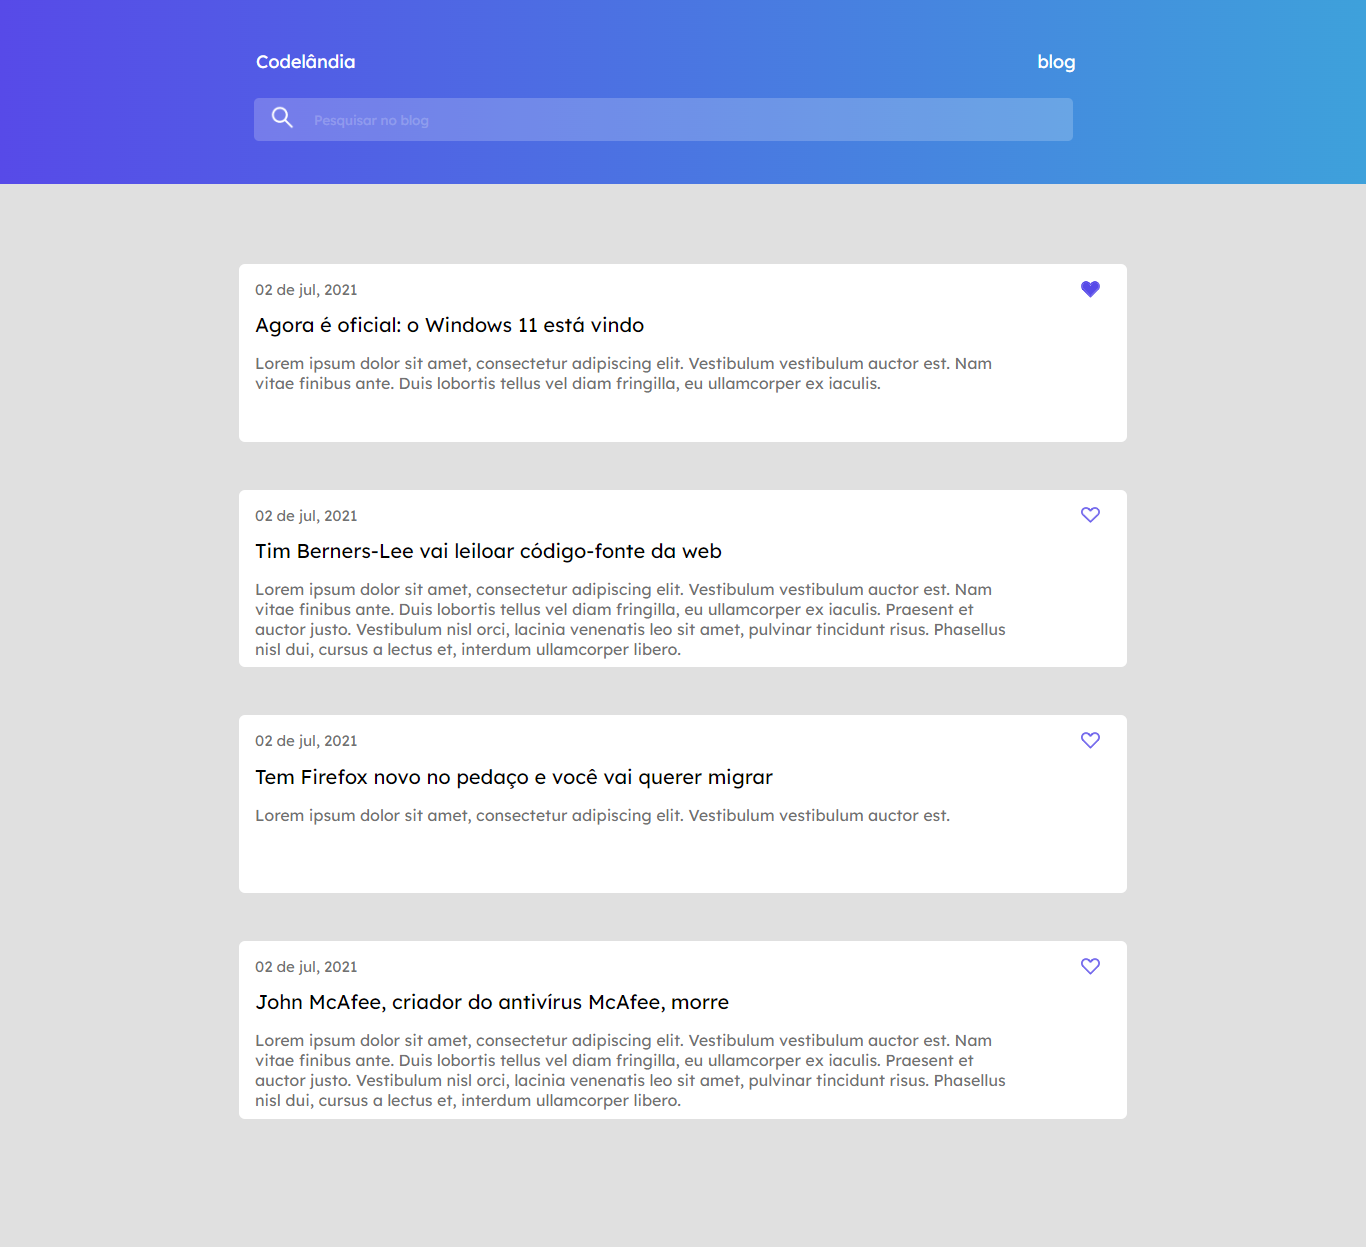 Codelândia
blog
Pesquisar no blog
02 de jul, 2021
Agora é oficial: o Windows 11 está vindo
Lorem ipsum dolor sit amet, consectetur adipiscing elit. Vestibulum vestibulum auctor est. Nam
vitae finibus ante. Duis lobortis tellus vel diam fringilla, eu ullamcorper ex iaculis.
02 de jul, 2021
Tim Berners-Lee vai leiloar código-fonte da web
Lorem ipsum dolor sit amet, consectetur adipiscing elit. Vestibulum vestibulum auctor est. Nam
vitae finibus ante. Duis lobortis tellus vel diam fringilla, eu ullamcorper ex iaculis. Praesent et
auctor justo. Vestibulum nisl orci, lacinia venenatis leo sit amet, pulvinar tincidunt risus. Phasellus
nisl dui, cursus a lectus et, interdum ullamcorper libero.
02 de jul, 2021
Tem Firefox novo no pedaço e você vai querer migrar
Lorem ipsum dolor sit amet, consectetur adipiscing elit. Vestibulum vestibulum auctor est.
02 de jul, 2021
John McAfee, criador do antivírus McAfee, morre
Lorem ipsum dolor sit amet, consectetur adipiscing elit. Vestibulum vestibulum auctor est. Nam
vitae finibus ante. Duis lobortis tellus vel diam fringilla, eu ullamcorper ex iaculis. Praesent et
auctor justo. Vestibulum nisl orci, lacinia venenatis leo sit amet, pulvinar tincidunt risus. Phasellus
nisl dui, cursus a lectus et, interdum ullamcorper libero.